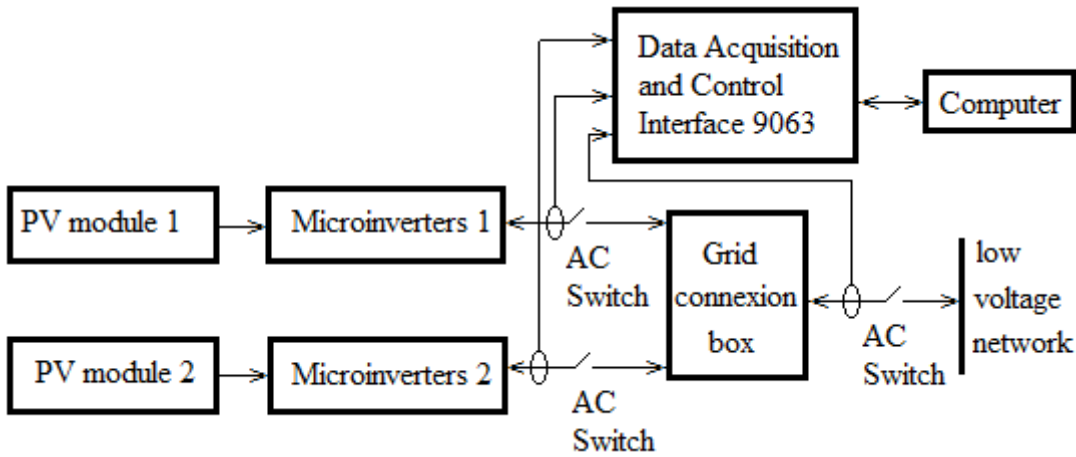 Data Acquisition
and Control
Interface 9063
Computer
PV module 1
Microinverters 1
AC
Switch
Grid
connexion
box
low
voltage
network
AC
Switch
PV module 2
Microinverters 2
AC
Switch